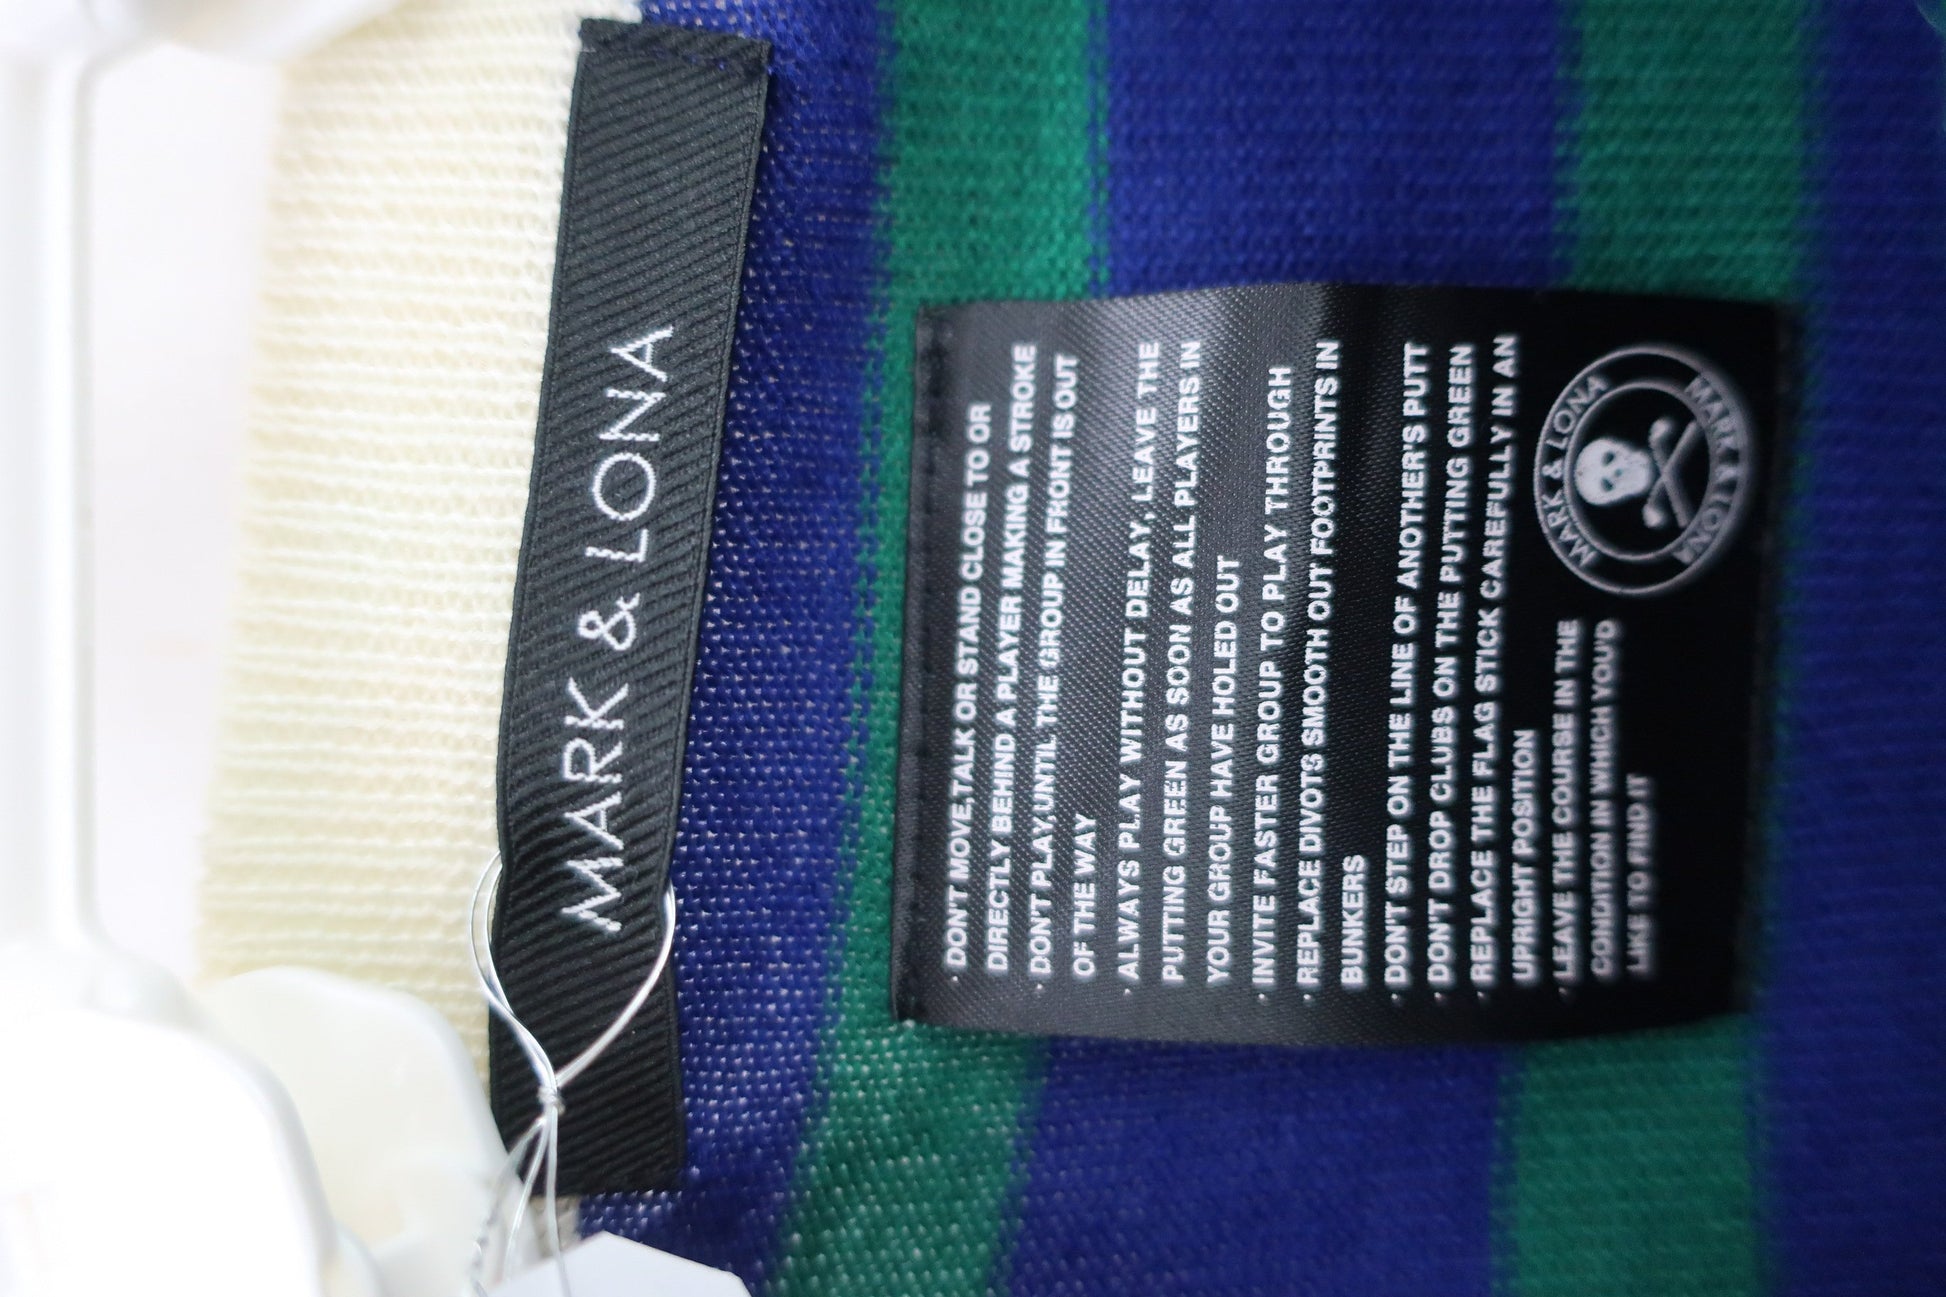 MARK & LONA
· DON'T MOVE,TALK OR STAND CLOSE TO OR
DIRECTLY BEHIND A PLAYER MAKING A STROKE
· DON'T PLAY,UNTIL THE GROUP IN FRONT IS OUT
OF THE WAY
· ALWAYS PLAY WITHOUT DELAY, LEAVE THE
PUTTING GREEN AS SOON AS ALL PLAYERS IN
YOUR GROUP HAVE HOLED OUT
· INVITE FASTER GROUP TO PLAY THROUGH
· REPLACE DIVOTS SMOOTH OUT FOOTPRINTS IN
BUNKERS
· DON'T STEP ON THE LINE OF ANOTHER'S PUTT
· DON'T DROP CLUBS ON THE PUTTING GREEN
· REPLACE THE FLAG STICK CAREFULLY IN AN
UPRIGHT POSITION
· LEAVE THE COURSE IN THE
CONDITION IN WHICH YOU'D
LIKE TO FIND IT
MARK & LONA
MARK & LONA